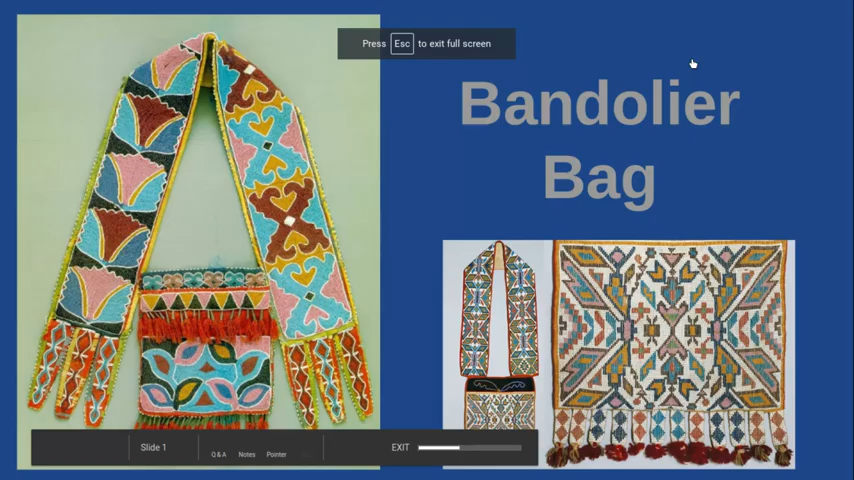 Press Esc to exit full screen
Bandolier
Bag
Slide 1
Q & A Notes Pointer
EXIT